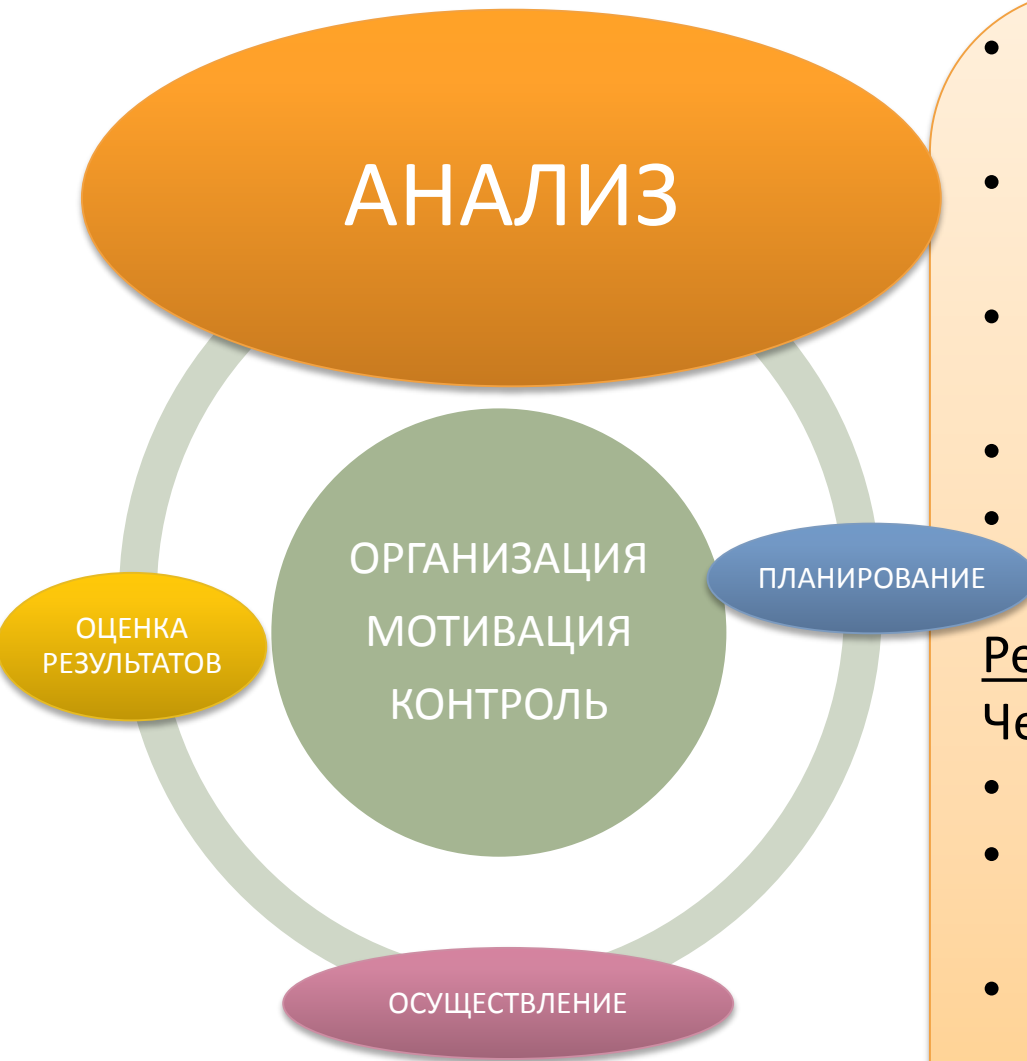 АНАЛИЗ
ОРГАНИЗАЦИЯ
МОТИВАЦИЯ
КОНТРОЛЬ
ПЛАНИРОВАНИЕ
ОЦЕНКА
РЕЗУЛЬТАТОВ
ОСУЩЕСТВЛЕНИЕ